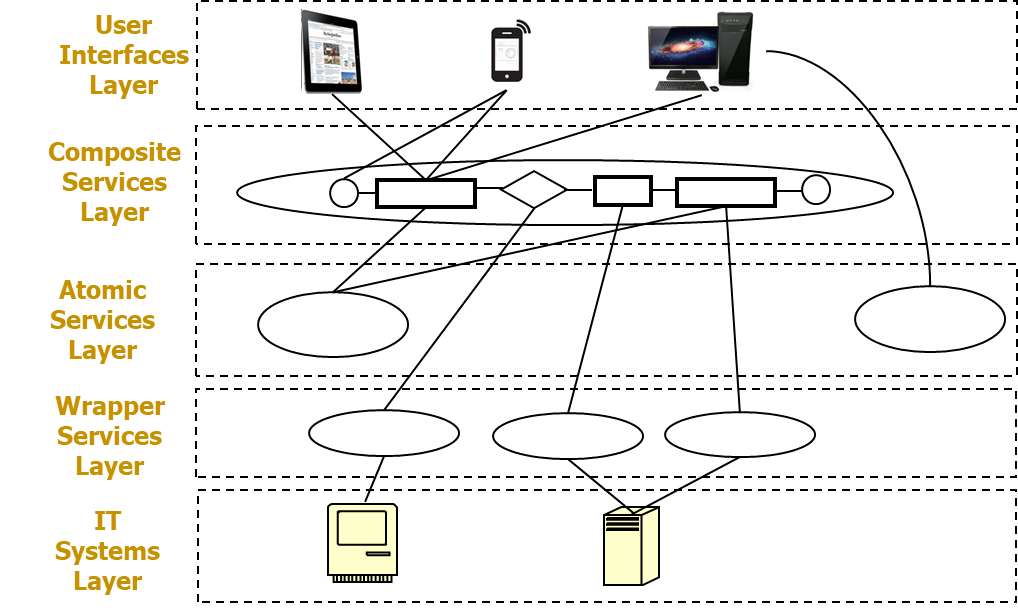 User
Interfaces
Layer
Composite
Services
Layer
Atomic
Services
Layer
Wrapper
Services
Layer
IT
Systems
Layer